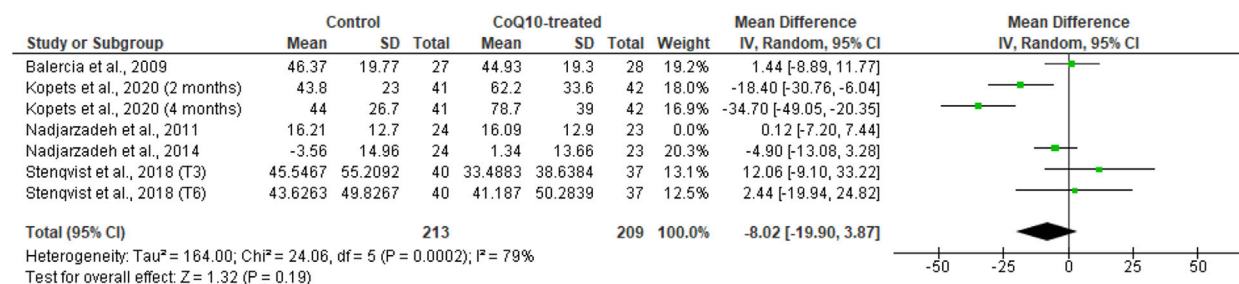 Control CoQ10-treated Mean Difference Mean Difference
Study or Subgroup Mean SD Total Mean SD Total Weight IV, Random, 95% CI IV, Random, 95% CI
Balercia et al., 2009 46.37 19.77 27 44.93 19.3 28 19.2% 1.44 [-8.89, 11.77]
Kopets et al., 2020 (2 months) 43.8 23 41 62.2 33.6 42 18.0% -18.40 [-30.76, -6.04]
Kopets et al., 2020 (4 months) 44 26.7 41 78.7 39 42 16.9% -34.70 [-49.05, -20.35]
Nadjarzadeh et al., 2011 16.21 12.7 24 16.09 12.9 23 0.0% 0.12 [-7.20, 7.44]
Nadjarzadeh et al., 2014 -3.56 14.96 24 1.34 13.66 23 20.3% -4.90 [-13.08, 3.28]
Stenqvist et al., 2018 (T3) 45.5467 55.2092 40 33.4883 38.6384 37 13.1% 12.06 [-9.10, 33.22]
Stenqvist et al., 2018 (T6) 43.6263 49.8267 40 41.187 50.2839 37 12.5% 2.44 [-19.94, 24.82]
Total (95% CI) 213 209 100.0% -8.02 [-19.90, 3.87]
Heterogeneity: Tau² = 164.00; Chi² = 24.06, df = 5 (P = 0.0002); I² = 79%
Test for overall effect: Z = 1.32 (P = 0.19)
-50 -25 0 25 50